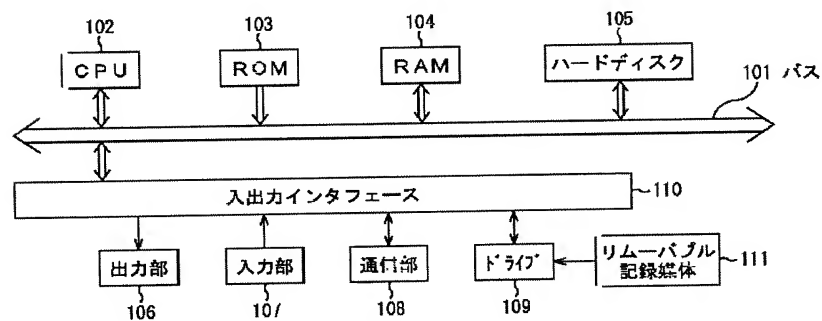 102
103
104
105
CPU
ROM
RAM
ハードディスク
101 バス
入出力インタフェース
110
出力部
入力部
通信部
ドライブ
リムーバブル
記録媒体
111
106
107
108
109